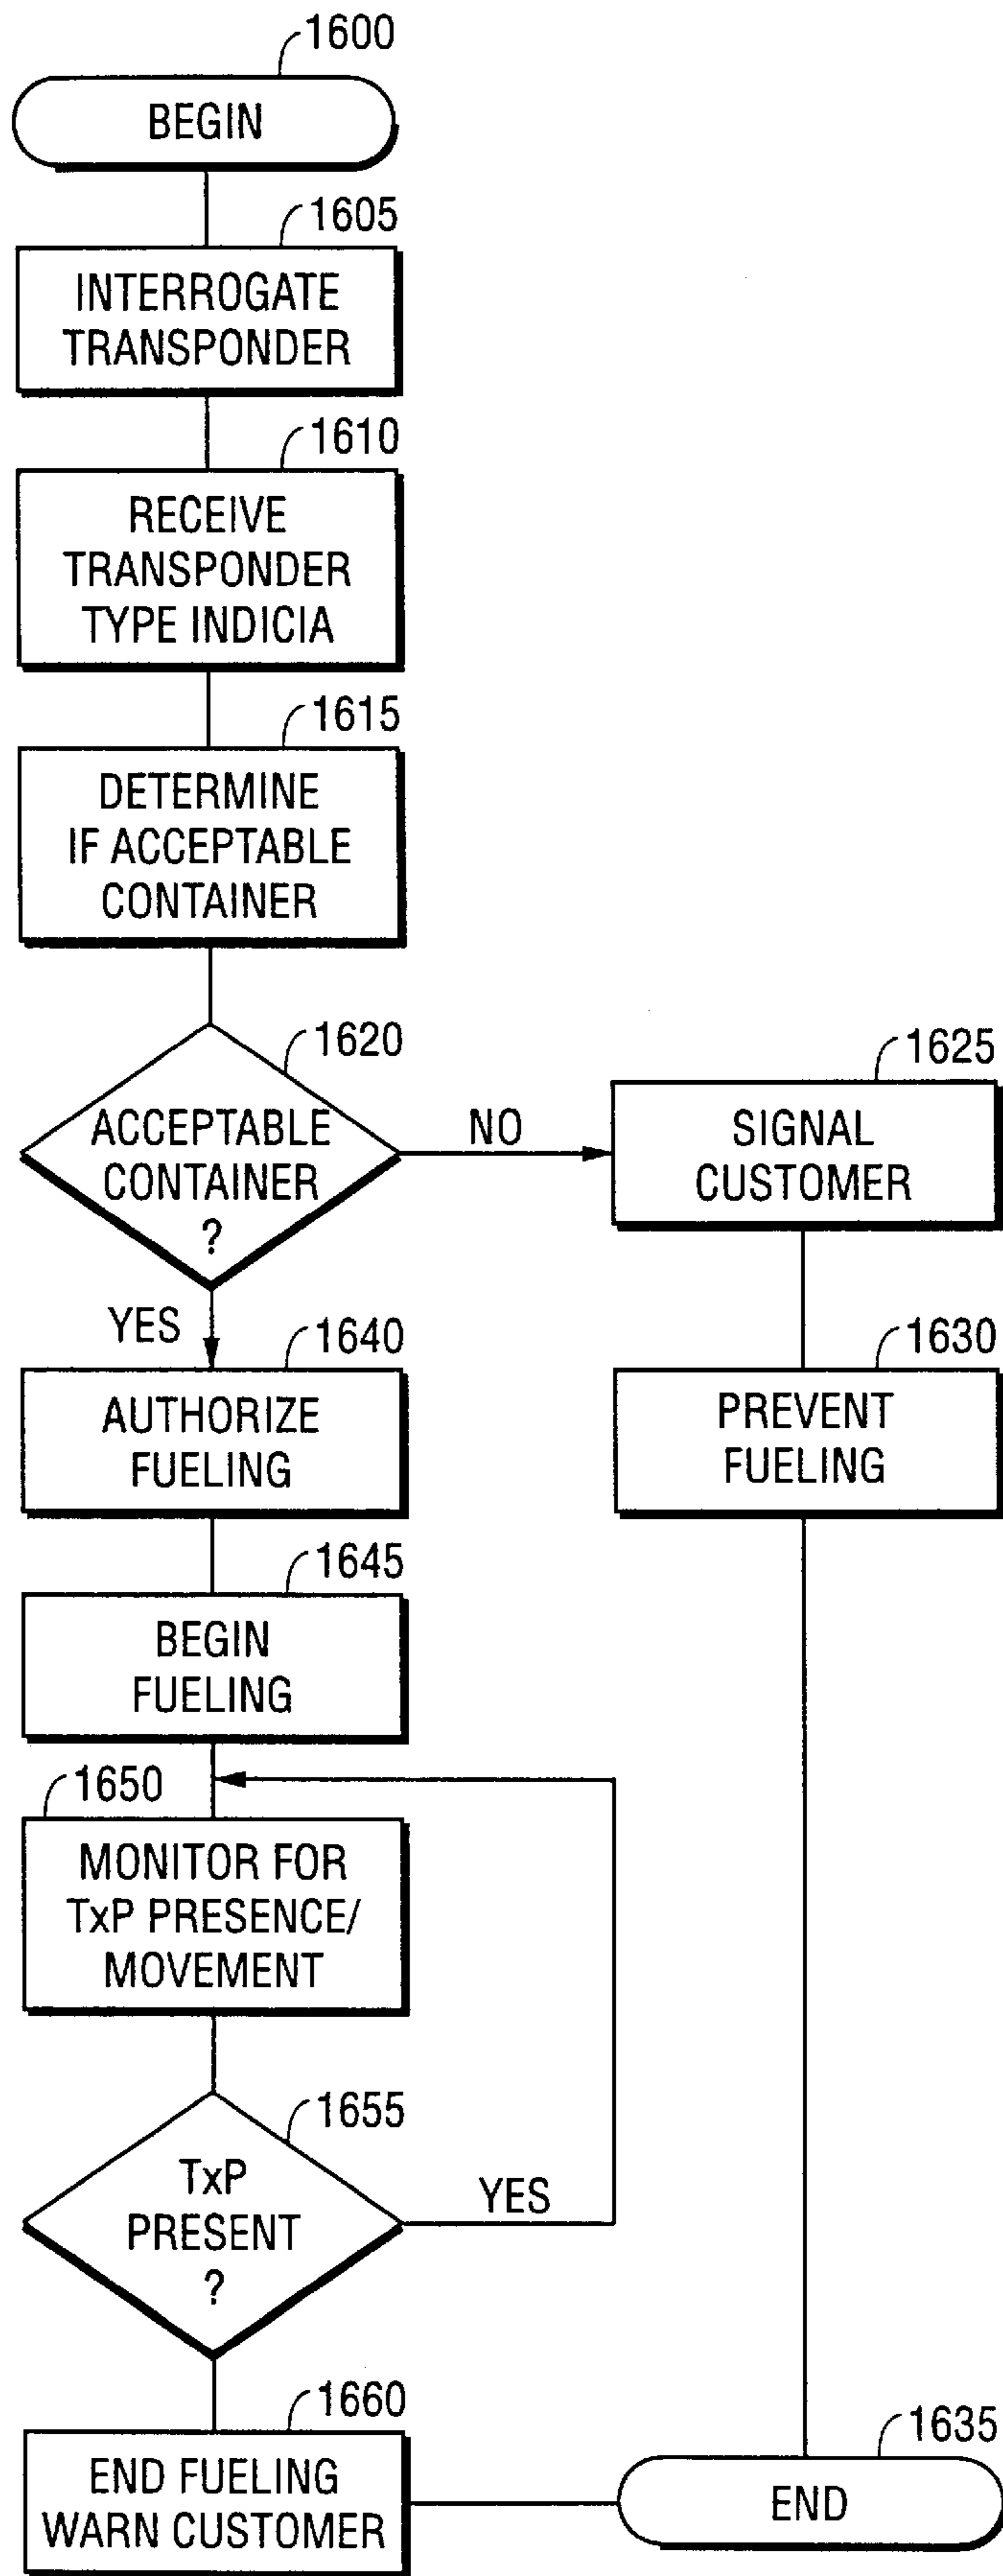 1600
BEGIN
1605
INTERROGATE
TRANSPONDER
1610
RECEIVE
TRANSPONDER
TYPE INDICIA
1615
DETERMINE
IF ACCEPTABLE
CONTAINER
1620
ACCEPTABLE
CONTAINER
?
NO
1625
SIGNAL
CUSTOMER
YES
1630
PREVENT
FUELING
1640
AUTHORIZE
FUELING
1645
BEGIN
FUELING
1650
MONITOR FOR
TxP PRESENCE/
MOVEMENT
1655
TxP
PRESENT
?
YES
1660
END FUELING
WARN CUSTOMER
1635
END